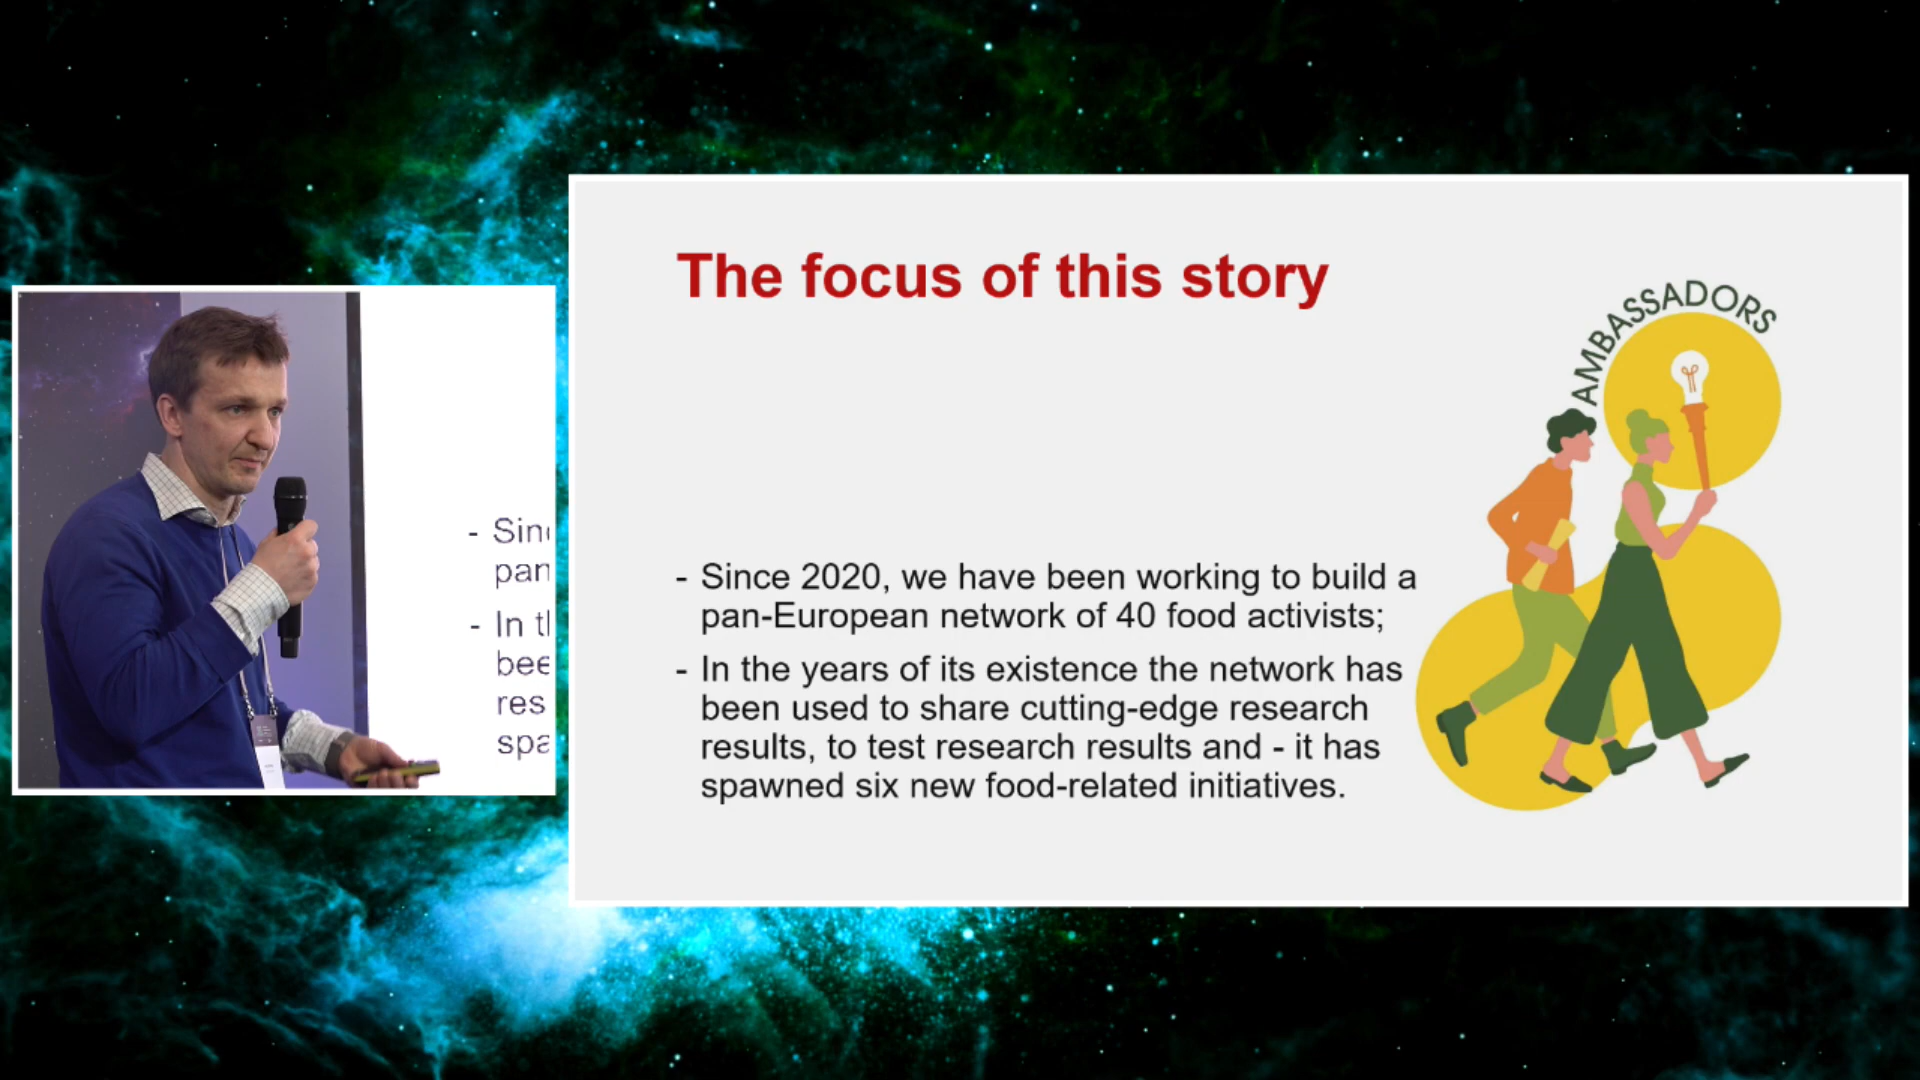 The focus of this story
AMBASSADORS
- Since 2020, we have been working to build a
pan-European network of 40 food activists;
- In the years of its existence the network has
been used to share cutting-edge research
results, to test research results and - it has
spawned six new food-related initiatives.
- Sin
pan
- In t
bee
res
spa